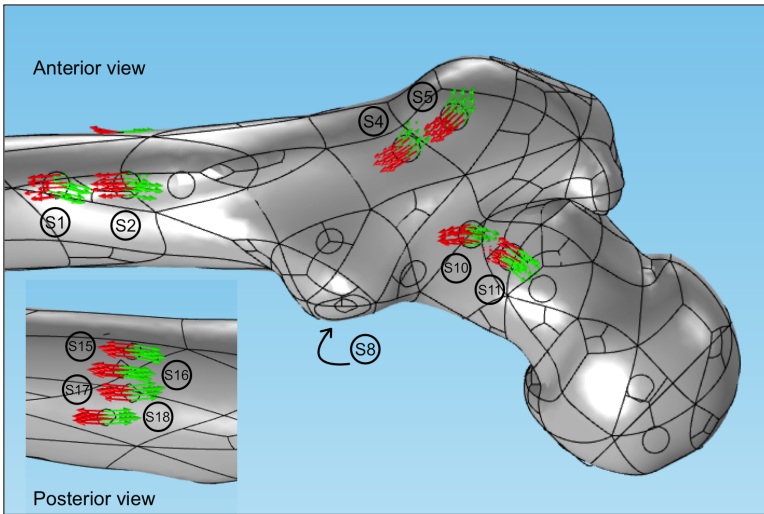 Anterior view
S5
S4
S1
S2
S10
S11
S8
S15
S16
S17
S18
Posterior view